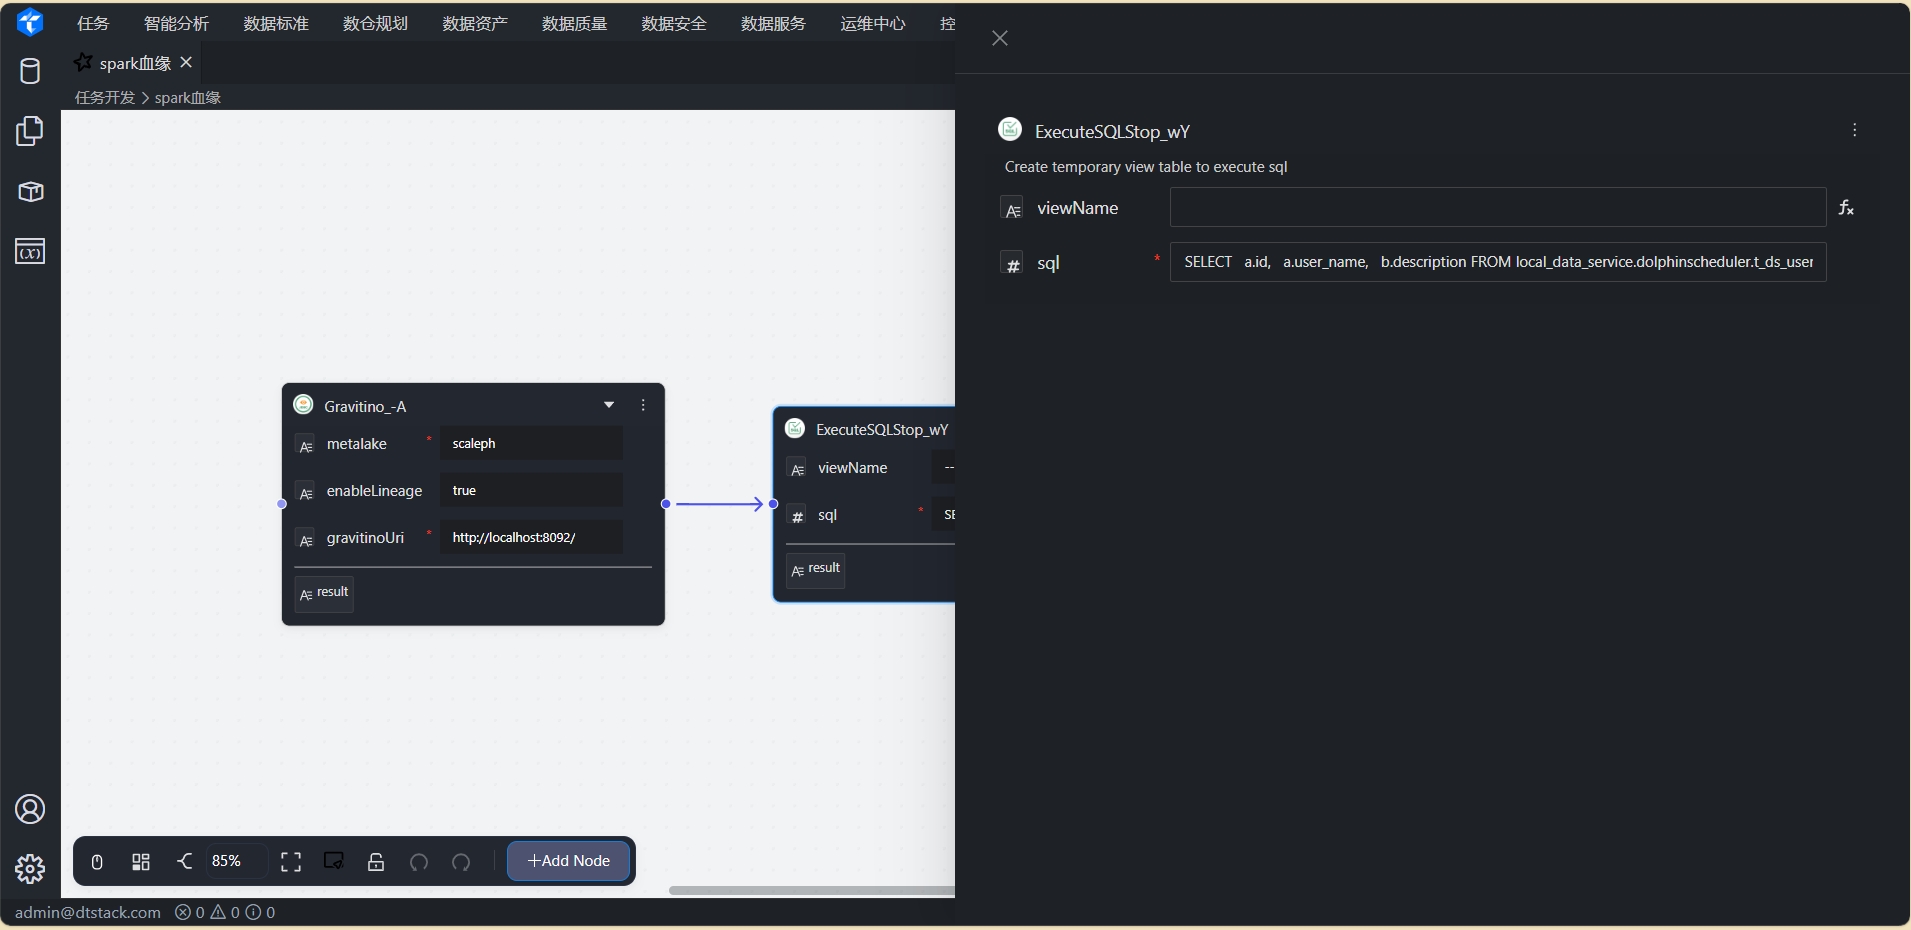 任务 智能分析 数据标准 数仓规划 数据资产 数据质量 数据安全 数据服务 运维中心 控
spark血缘
任务开发 > spark血缘
Gravitino_-A
metalake * scaleph
enableLineage true
gravitinoUri * http://localhost:8092/
result
ExecuteSQLStop_wY
viewName --
sql * SE
result
85% +Add Node
admin@dtstack.com 0 0 0
ExecuteSQLStop_wY
Create temporary view table to execute sql
viewName
sql * SELECT a.id, a.user_name, b.description FROM local_data_service.dolphinscheduler.t_ds_user